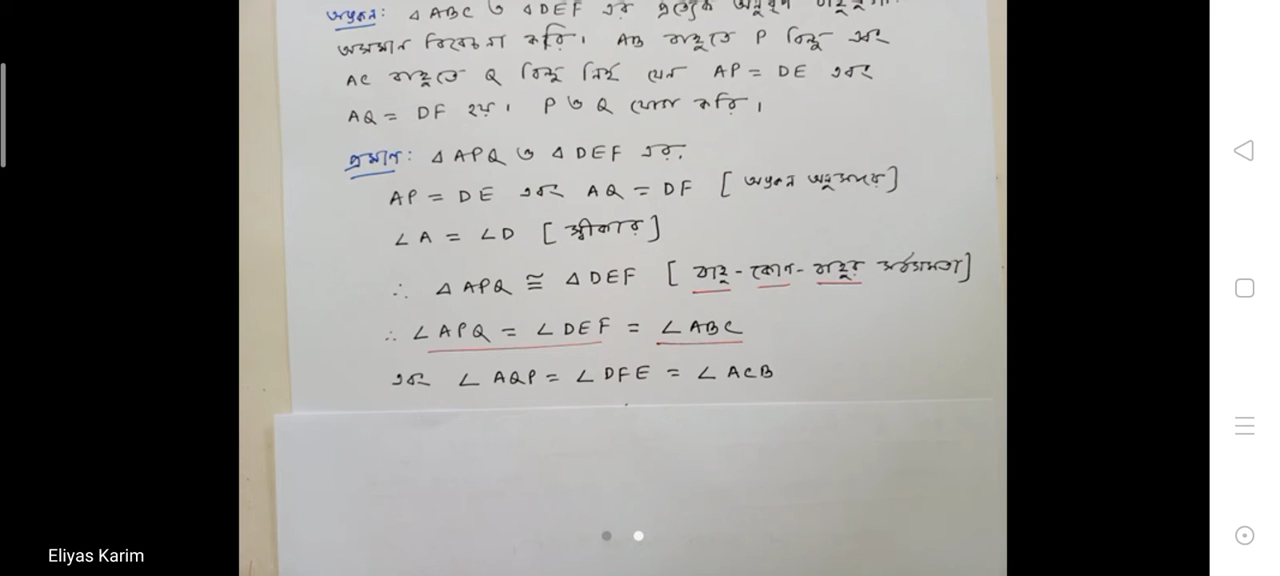 অঙ্কন: △ ABC ও △ DEF এর প্রত্যেক অনুরূপ বাহুযুগল
অসমান বিবেচনা করি। AB বাহুতে P বিন্দু এবং
AC বাহুতে Q বিন্দু নিই যেন AP = DE এবং
AQ = DF হয়। P ও Q যোগ করি।
প্রমাণ: △ APQ ও △ DEF এর,
AP = DE এবং AQ = DF [অঙ্কন অনুসারে]
∠A = ∠D [স্বীকার]
∴ △ APQ ≅ △ DEF [বাহু-কোন-বাহুর সর্বসমতা]
∴ ∠APQ = ∠DEF = ∠ABC
এবং ∠ AQP = ∠ DFE = ∠ ACB
Eliyas Karim